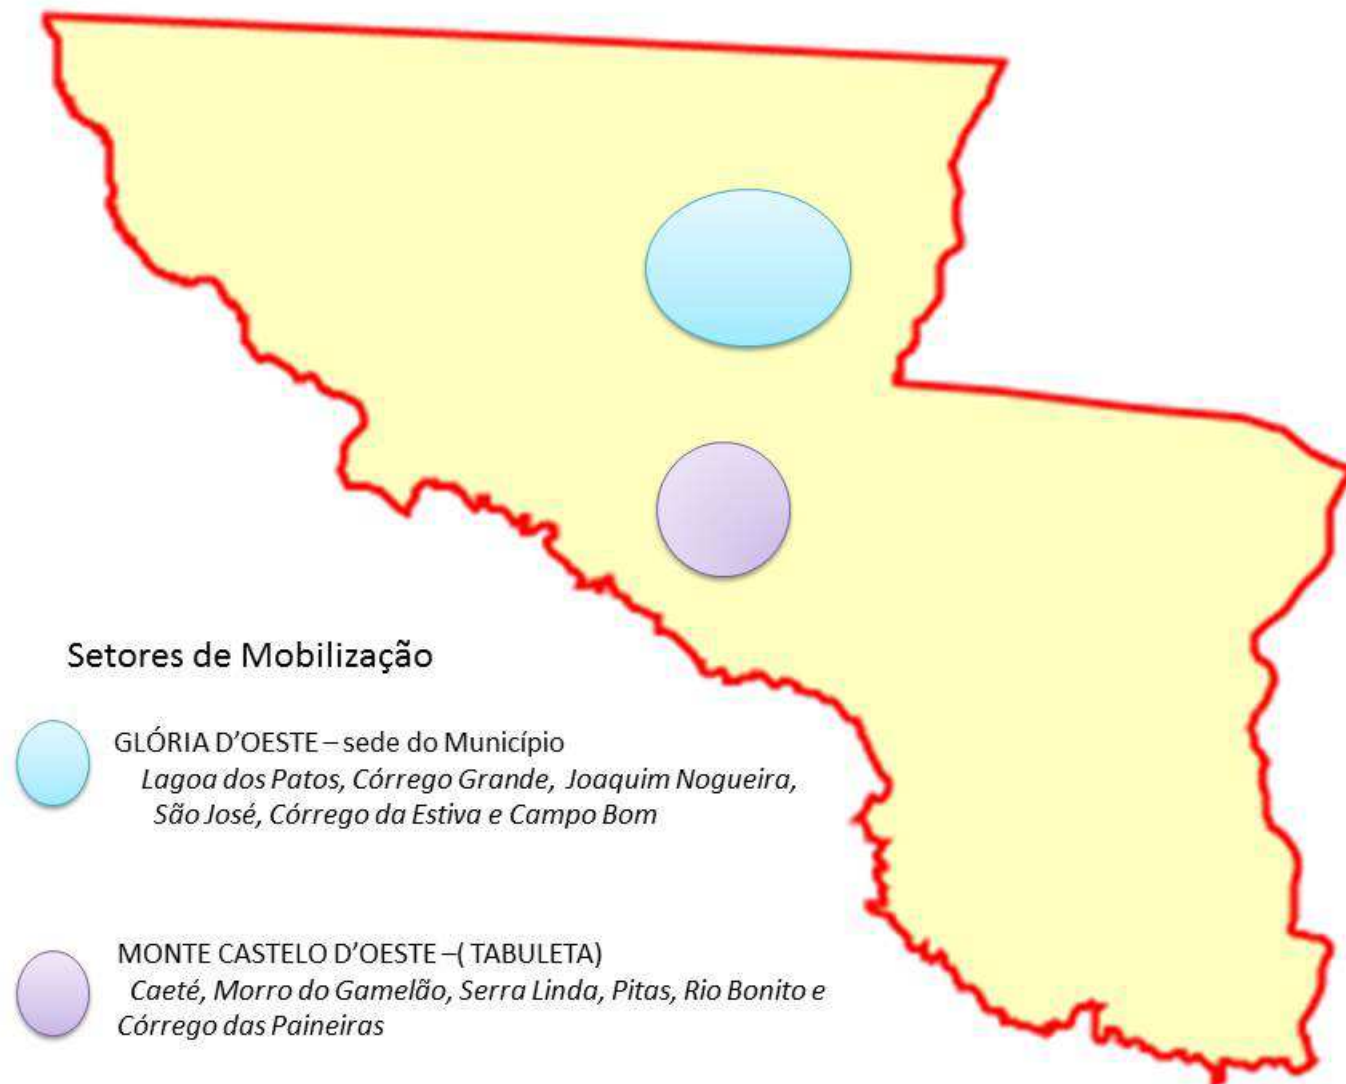 Setores de Mobilização
GLÓRIA D'OESTE – sede do Município
Lagoa dos Patos, Córrego Grande, Joaquim Nogueira,
São José, Córrego da Estiva e Campo Bom
MONTE CASTELO D'OESTE –( TABULETA)
Caeté, Morro do Gamelão, Serra Linda, Pitas, Rio Bonito e
Córrego das Paineiras